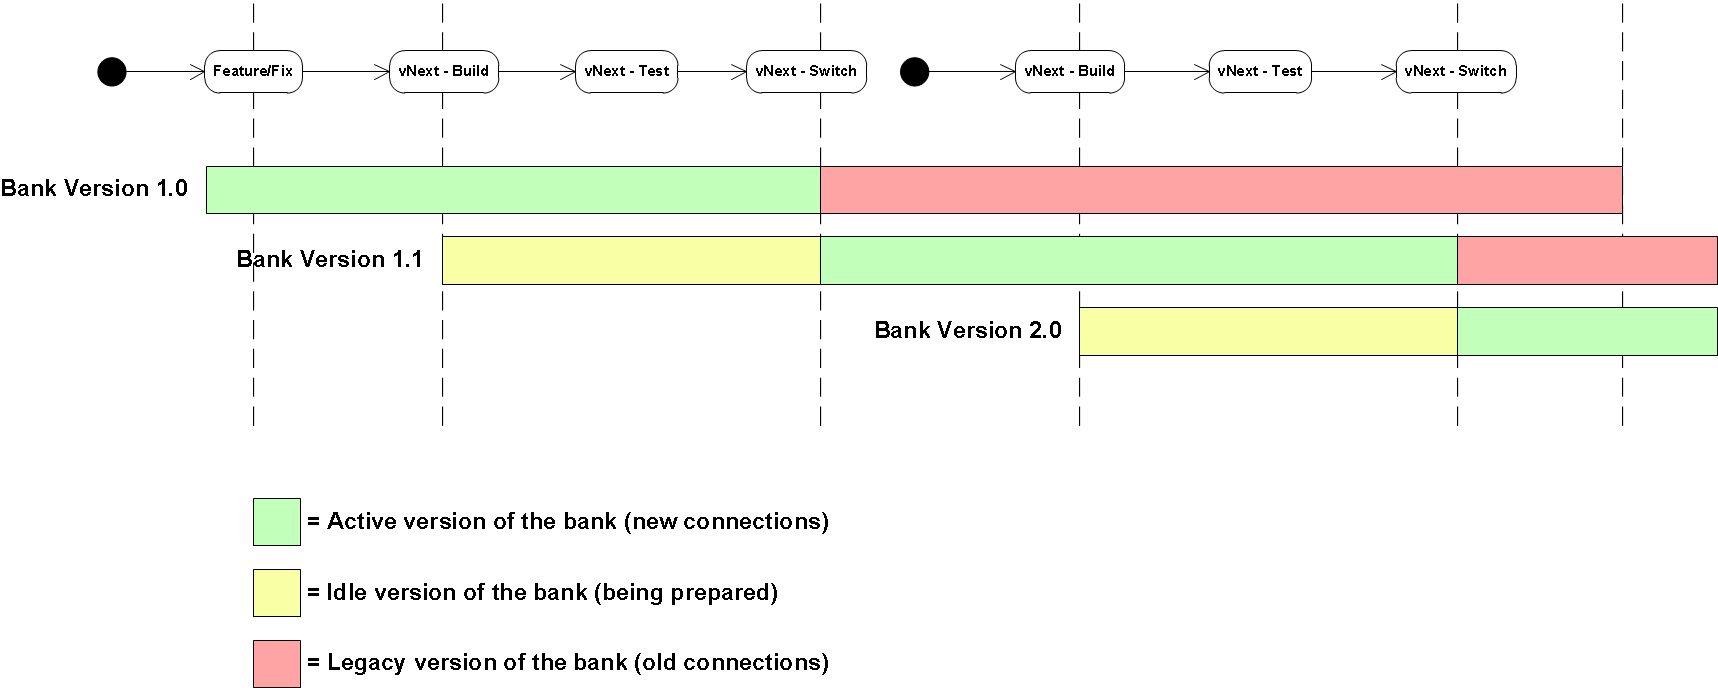 Feature/Fix
vNext - Build
vNext - Test
vNext - Switch
vNext - Build
vNext - Test
vNext - Switch
Bank Version 1.0
Bank Version 1.1
Bank Version 2.0
= Active version of the bank (new connections)
= Idle version of the bank (being prepared)
= Legacy version of the bank (old connections)